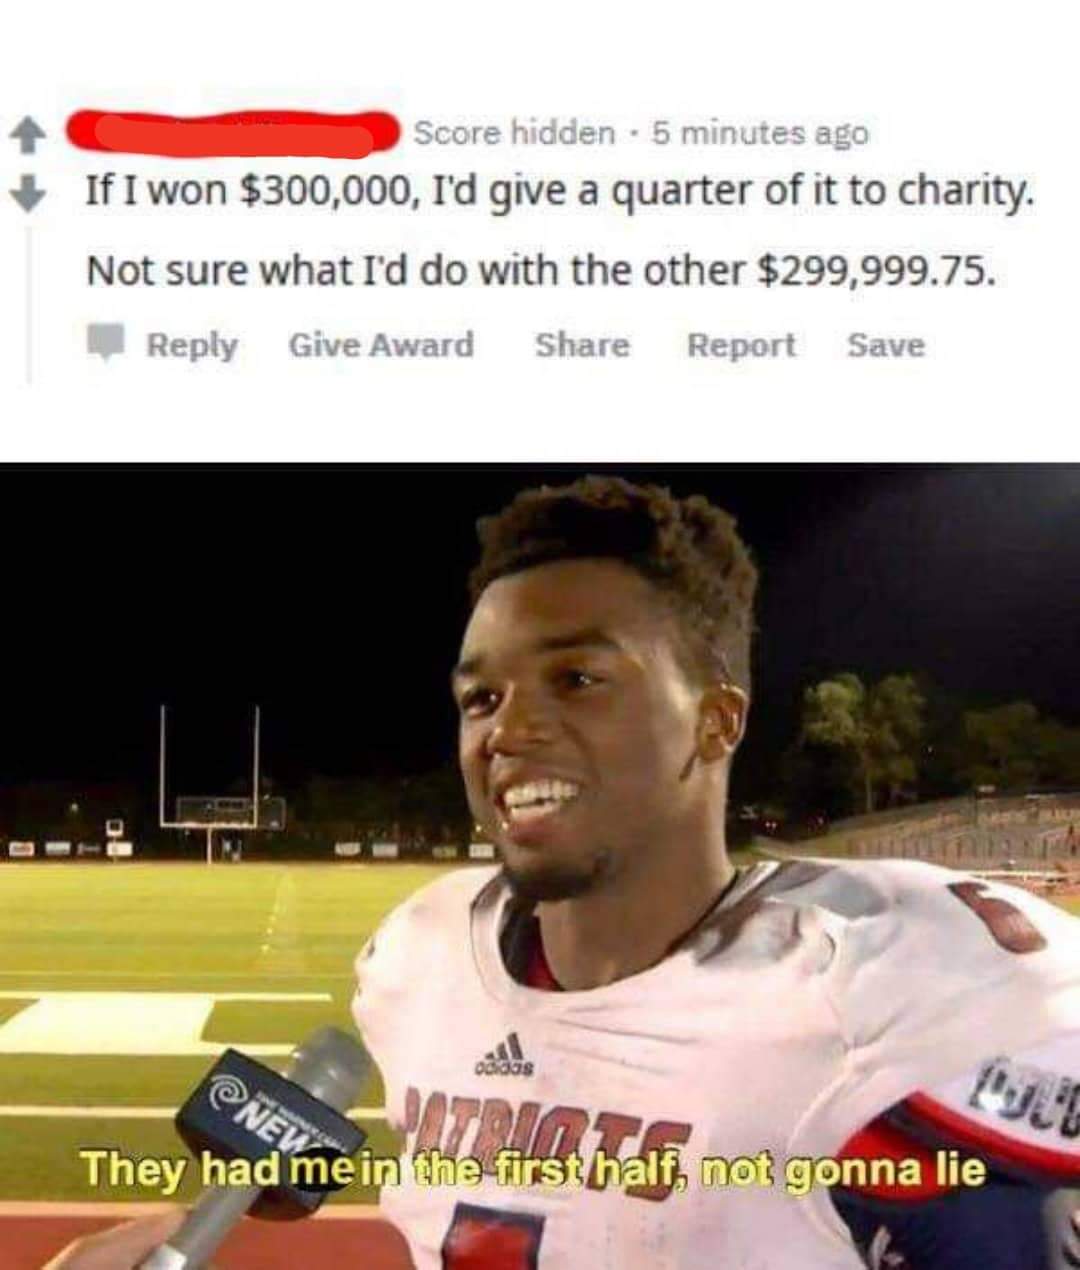 Score hidden · 5 minutes ago
If I won $300,000, I'd give a quarter of it to charity.
Not sure what I'd do with the other $299,999.75.
Reply Give Award Share Report Save
adidas
PATRIOTS
NEWS
They had me in the first half, not gonna lie